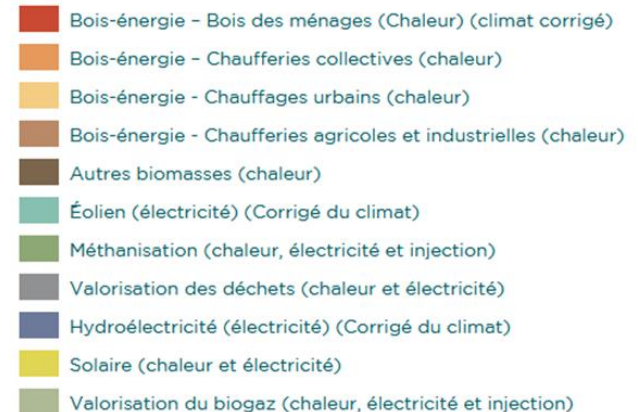 Bois-énergie – Bois des ménages (Chaleur) (climat corrigé)
Bois-énergie – Chaufferies collectives (chaleur)
Bois-énergie - Chauffages urbains (chaleur)
Bois-énergie - Chaufferies agricoles et industrielles (chaleur)
Autres biomasses (chaleur)
Éolien (électricité) (Corrigé du climat)
Méthanisation (chaleur, électricité et injection)
Valorisation des déchets (chaleur et électricité)
Hydroélectricité (électricité) (Corrigé du climat)
Solaire (chaleur et électricité)
Valorisation du biogaz (chaleur, électricité et injection)